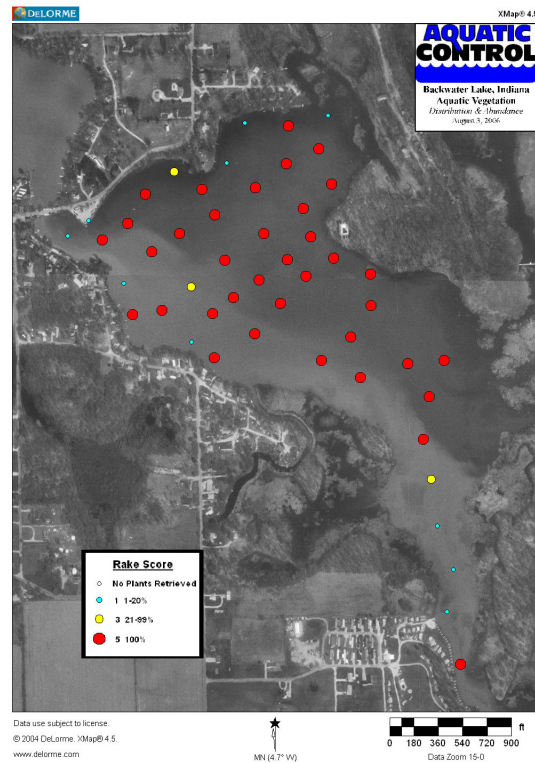 DELORME
XMap® 4.5
AQUATIC
CONTROL
Backwater Lake, Indiana
Aquatic Vegetation
Distribution & Abundance
August 3, 2006
Rake Score
No Plants Retrieved
1 1-20%
3 21-99%
5 100%
Data use subject to license.
© 2004 DeLorme. XMap® 4.5.
www.delorme.com
MN (4.7° W)
ft
0 180 360 540 720 900
Data Zoom 15-0